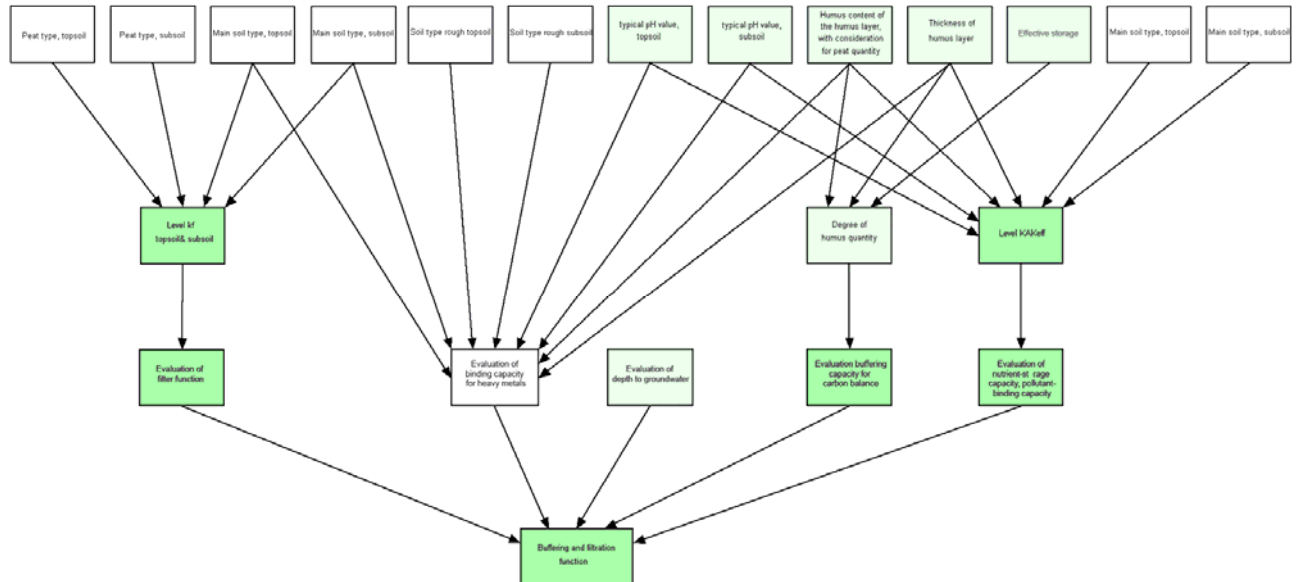 Peat type, topsoil
Peat type, subsoil
Main soil type, topsoil
Main soil type, subsoil
Soil type rough topsoil
Soil type rough subsoil
typical pH value,
topsoil
typical pH value,
subsoil
Humus content of
the humus layer,
with consideration
for peat quantity
Thickness of
humus layer
Effective storage
Main soil type, topsoil
Main soil type, subsoil
Level kf
topsoil& subsoil
Degree of
humus quantity
Level KAKeff
Evaluation of
filter function
Evaluation of
binding capacity
for heavy metals
Evaluation of
depth to groundwater
Evaluation buffering
capacity for
carbon balance
Evaluation of
nutrient-st rage
capacity, pollutant-
binding capacity
Buffering and filtration
function